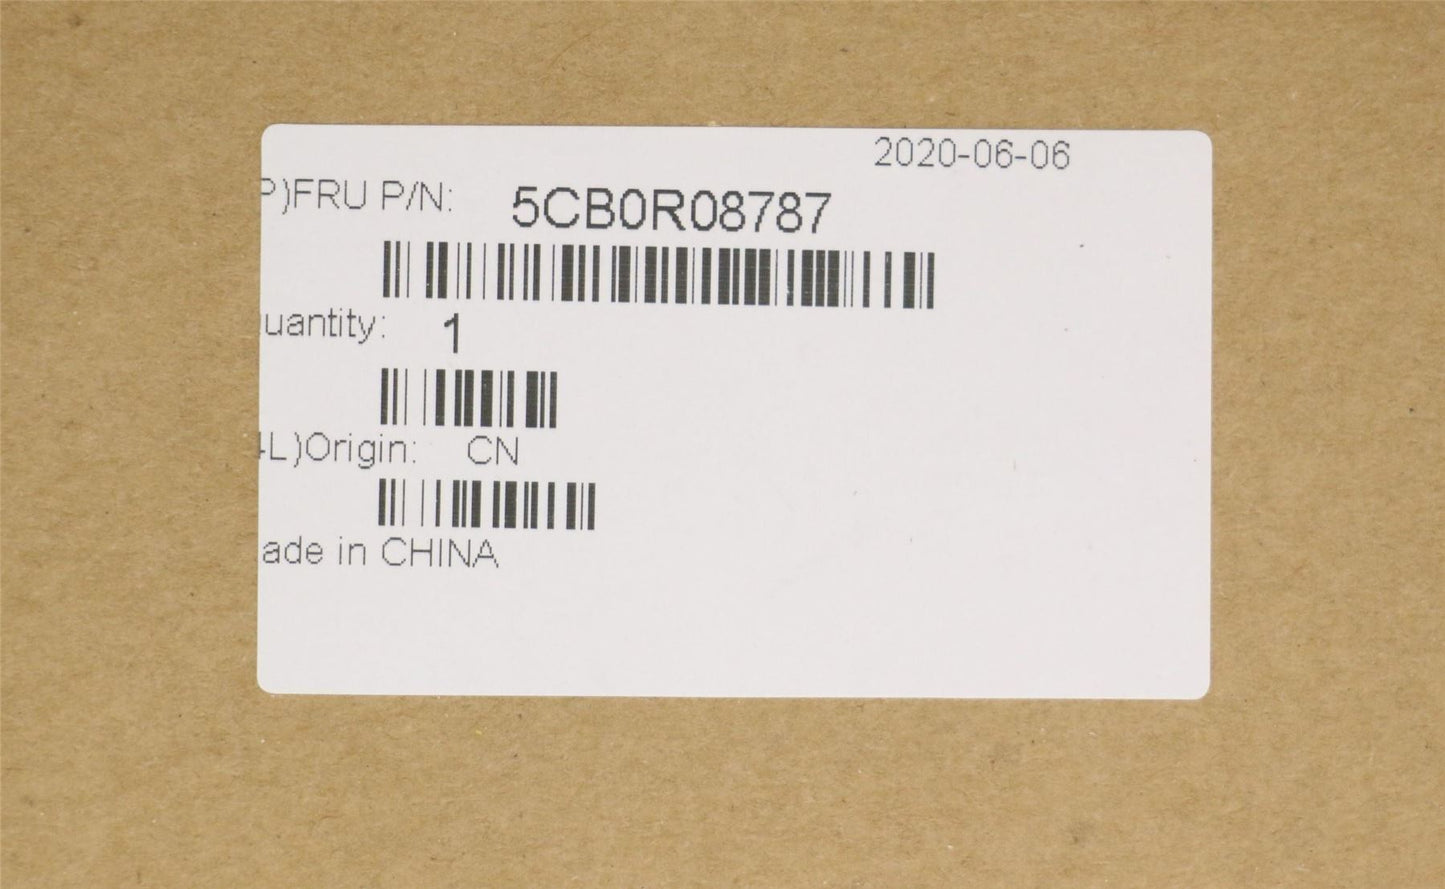 2020-06-06
P)FRU P/N: 5CB0R08787
uantity: 1
4L)Origin: CN
ade in CHINA